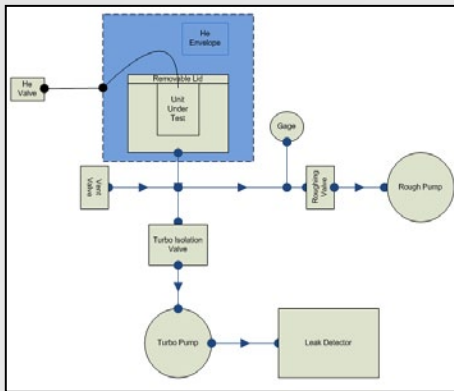 He
Envelope
He
Valve
Removable Lid
Unit
Under
Test
Gage
Vent
Valve
Roughing
Valve
Rough Pump
Turbo Isolation
Valve
Turbo Pump
Leak Detector